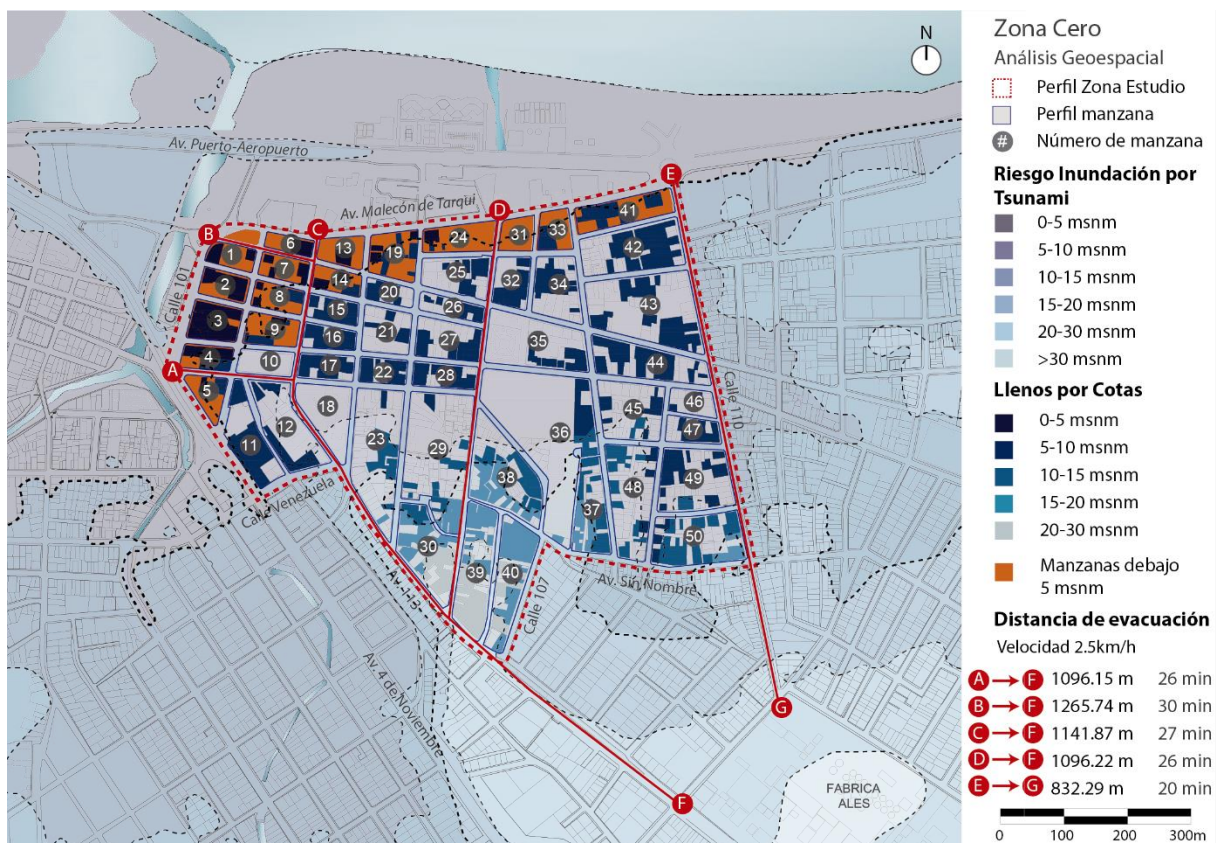 N
Av. Puerto-Aeropuerto
Av. Malecón de Tarqui
Calle 101
Calle 110
Calle Venezuela
Av. 113
Av. 4 de Noviembre
Calle 107
Av. Sin Nombre
FABRICA
ALES
A
B
C
D
E
F
G
1
2
3
4
5
6
7
8
9
10
11
12
13
14
15
16
17
18
19
20
21
22
23
24
25
26
27
28
29
30
31
32
33
34
35
36
37
38
39
40
41
42
43
44
45
46
47
48
49
50
Zona Cero
Análisis Geoespacial
Perfil Zona Estudio
Perfil manzana
# Número de manzana
Riesgo Inundación por
Tsunami
0-5 msnm
5-10 msnm
10-15 msnm
15-20 msnm
20-30 msnm
>30 msnm
Llenos por Cotas
0-5 msnm
5-10 msnm
10-15 msnm
15-20 msnm
20-30 msnm
Manzanas debajo
5 msnm
Distancia de evacuación
Velocidad 2.5km/h
A F 1096.15 m 26 min
B F 1265.74 m 30 min
C F 1141.87 m 27 min
D F 1096.22 m 26 min
E G 832.29 m 20 min
0 100 200 300m